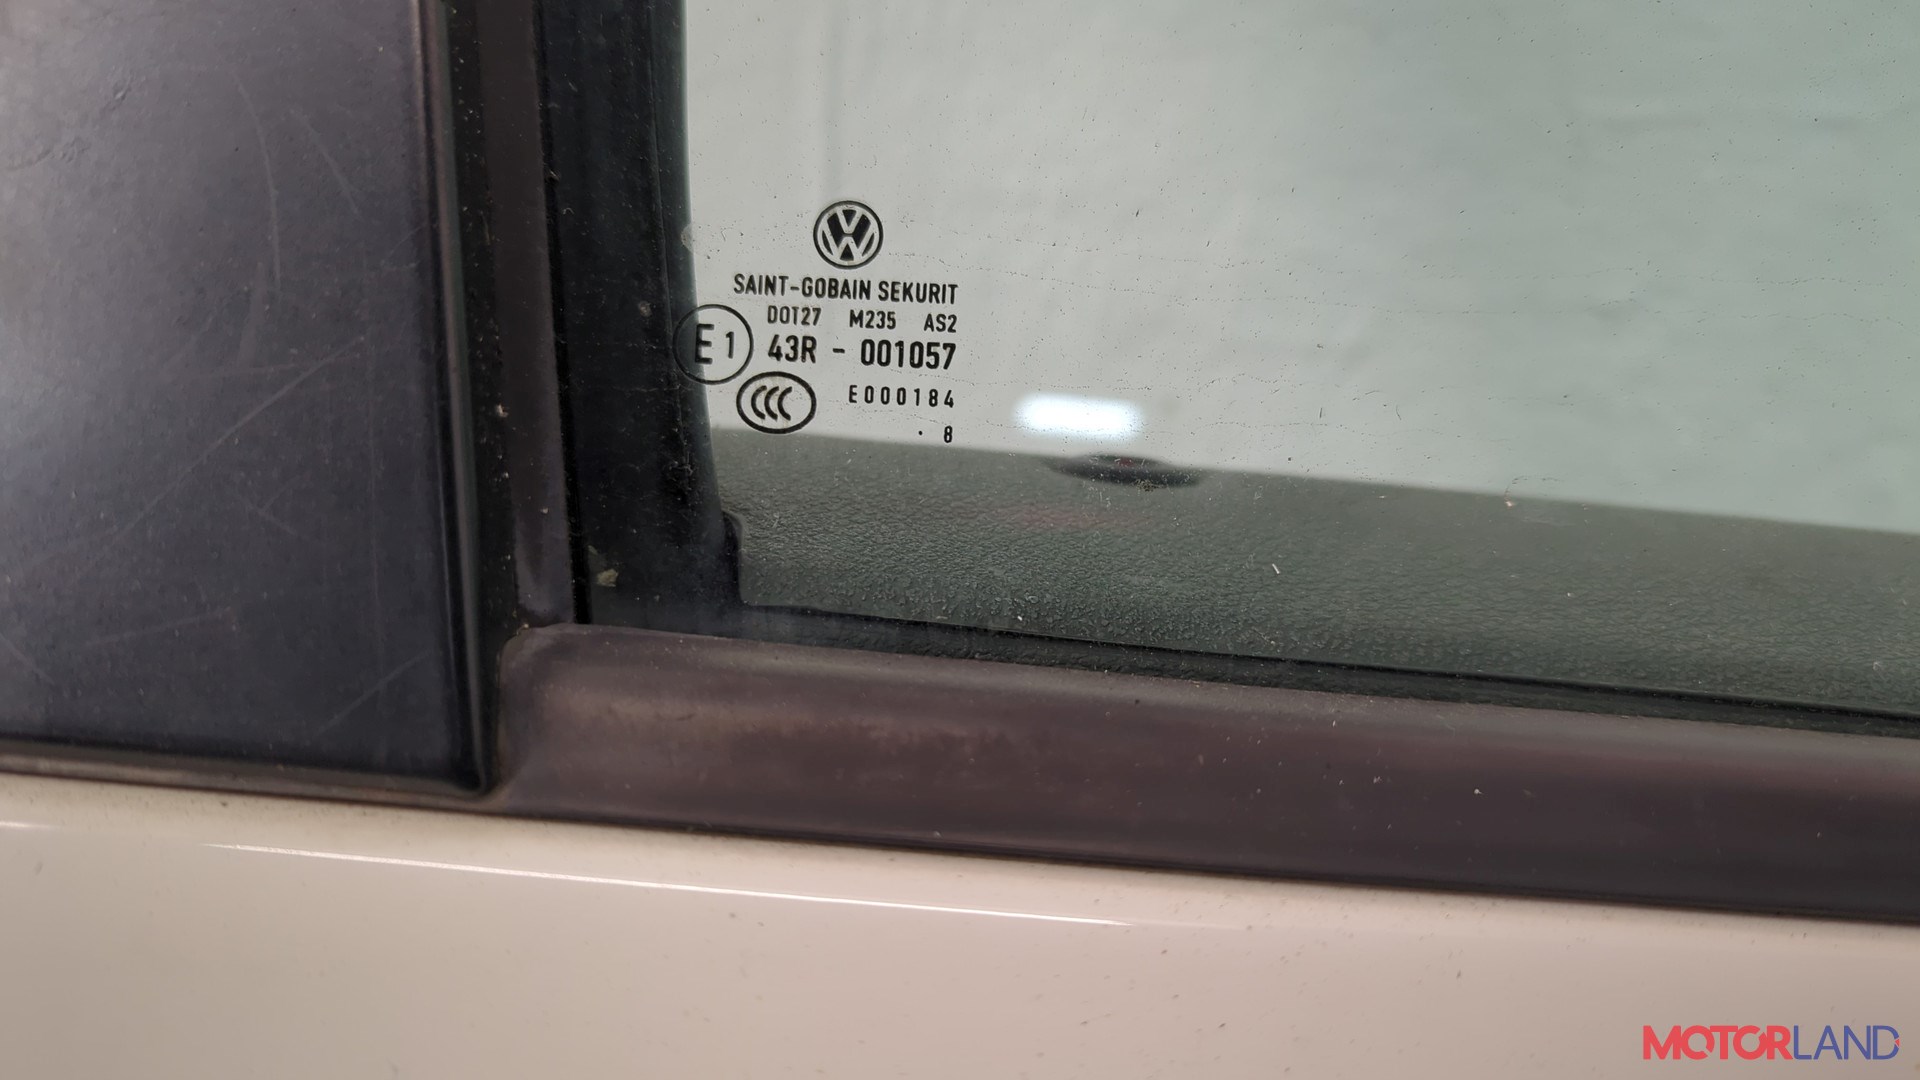 SAINT-GOBAIN SEKURIT
DOT27 M235 AS2
E1 43R - 001057
CCC E000184
. 8
MOTORLAND